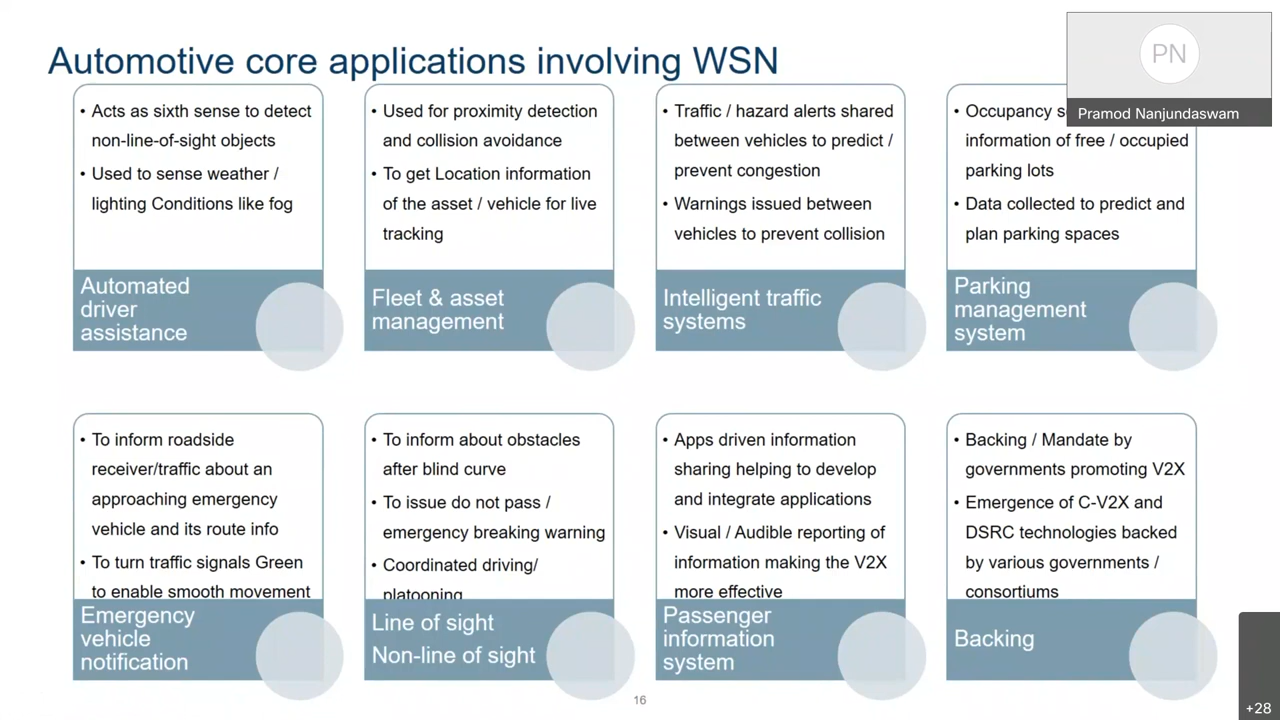 Automotive core applications involving WSN
PN
Pramod Nanjundaswam
• Acts as sixth sense to detect
non-line-of-sight objects
• Used to sense weather /
lighting Conditions like fog
Automated
driver
assistance
• Used for proximity detection
and collision avoidance
• To get Location information
of the asset / vehicle for live
tracking
Fleet & asset
management
• Traffic / hazard alerts shared
between vehicles to predict /
prevent congestion
• Warnings issued between
vehicles to prevent collision
Intelligent traffic
systems
• Occupancy
information of free / occupied
parking lots
• Data collected to predict and
plan parking spaces
Parking
management
system
• To inform roadside
receiver/traffic about an
approaching emergency
vehicle and its route info
• To turn traffic signals Green
to enable smooth movement
Emergency
vehicle
notification
• To inform about obstacles
after blind curve
• To issue do not pass /
emergency breaking warning
• Coordinated driving/
platooning
Line of sight
Non-line of sight
• Apps driven information
sharing helping to develop
and integrate applications
• Visual / Audible reporting of
information making the V2X
more effective
Passenger
information
system
• Backing / Mandate by
governments promoting V2X
• Emergence of C-V2X and
DSRC technologies backed
by various governments /
consortiums
Backing
16
+28